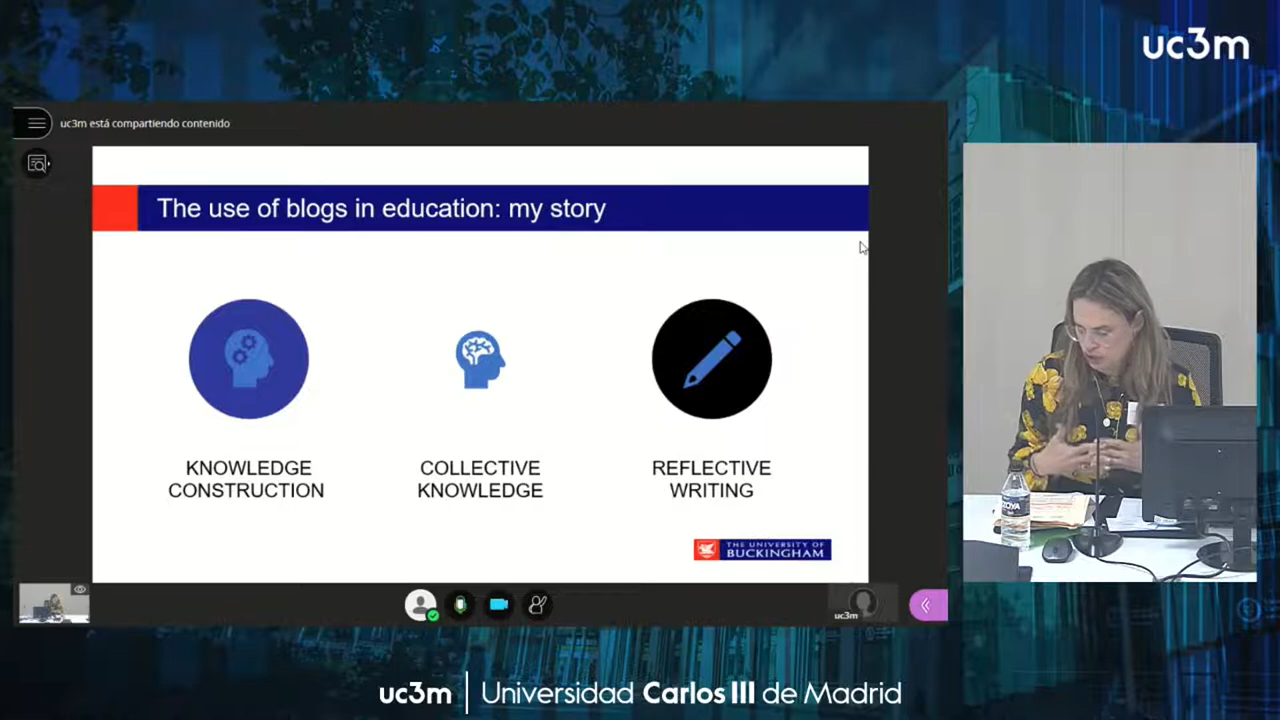 uc3m
uc3m está compartiendo contenido
The use of blogs in education: my story
KNOWLEDGE
CONSTRUCTION
COLLECTIVE
KNOWLEDGE
REFLECTIVE
WRITING
THE UNIVERSITY OF
BUCKINGHAM
uc3m
uc3m | Universidad Carlos III de Madrid